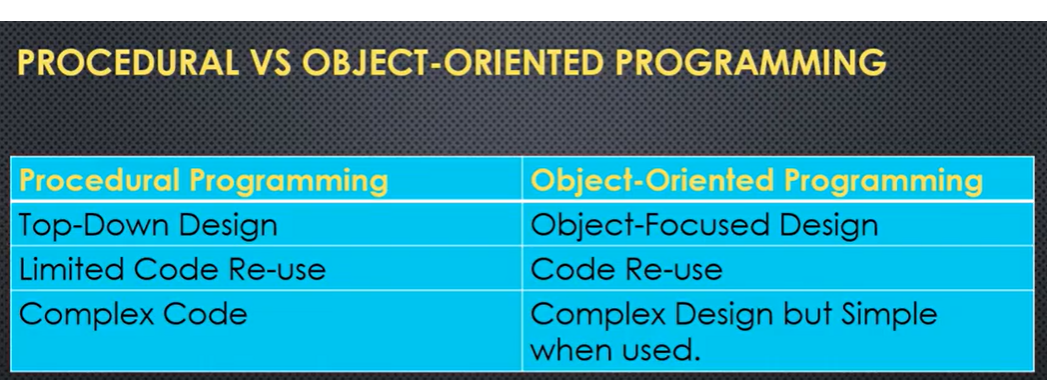 PROCEDURAL VS OBJECT-ORIENTED PROGRAMMING
Procedural Programming
Object-Oriented Programming
Top-Down Design
Object-Focused Design
Limited Code Re-use
Code Re-use
Complex Code
Complex Design but Simple
when used.